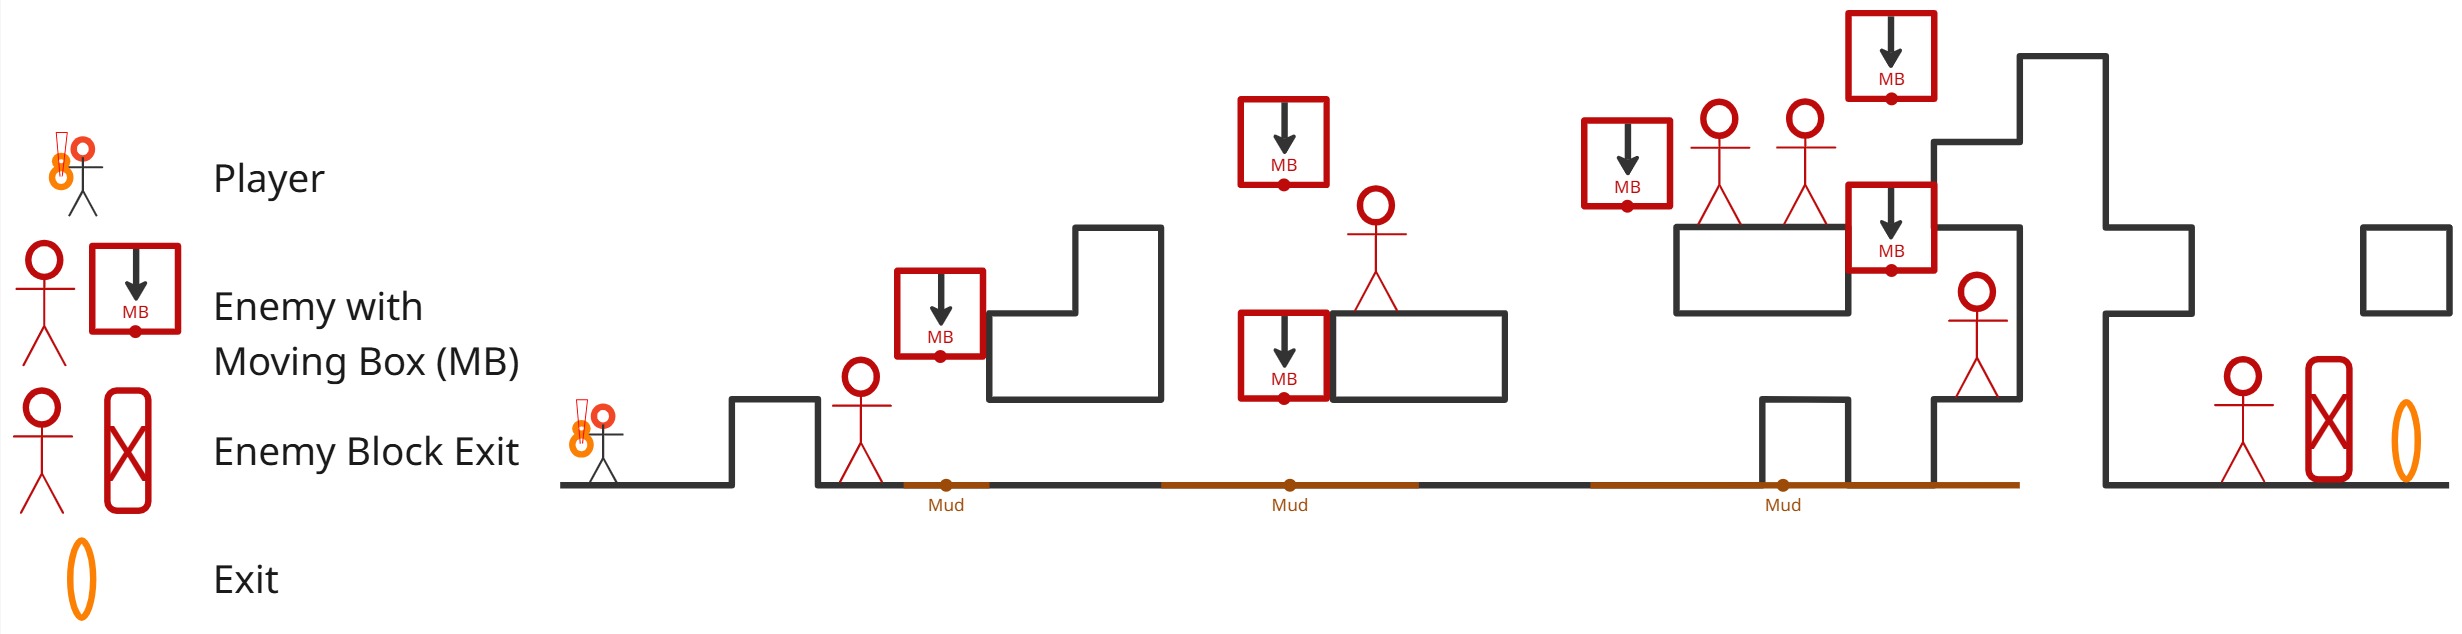 Player
MB
Enemy with
Moving Box (MB)
Enemy Block Exit
Exit
MB
MB
MB
MB
MB
MB
Mud
Mud
Mud